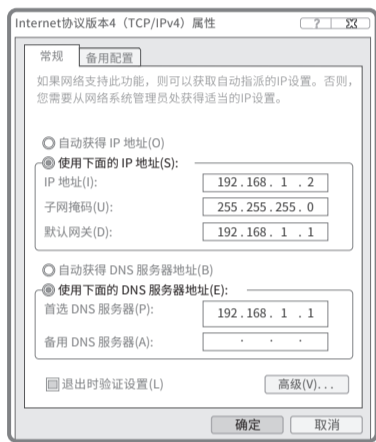 Internet协议版本4（TCP/IPv4）属性
常规 备用配置
如果网络支持此功能，则可以获取自动指派的IP设置。否则，
您需要从网络系统管理员处获得适当的IP设置。
自动获得 IP 地址(O)
使用下面的 IP 地址(S):
IP 地址(I): 192.168. 1 . 2
子网掩码(U): 255.255.255. 0
默认网关(D): 192.168. 1 . 1
自动获得 DNS 服务器地址(B)
使用下面的 DNS 服务器地址(E):
首选 DNS 服务器(P): 192.168. 1 . 1
备用 DNS 服务器(A): . . .
退出时验证设置(L) 高级(V)...
确定 取消